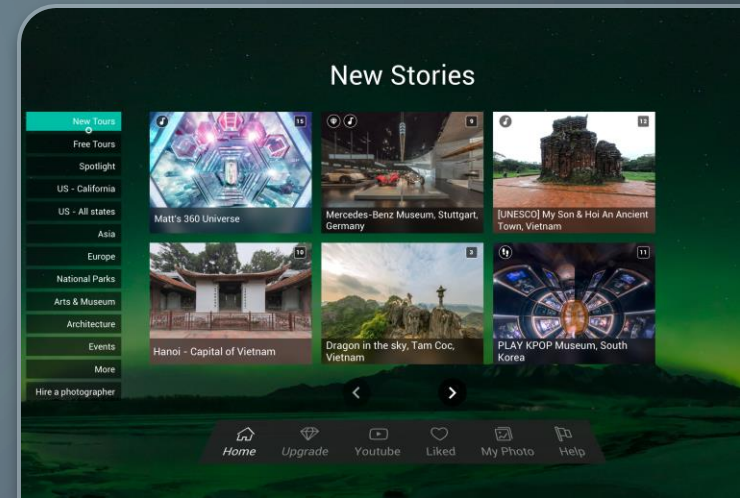 New Stories
New Tours
Free Tours
Spotlight
US - California
US - All states
Asia
Europe
National Parks
Arts & Museum
Architecture
Events
More
Hire a photographer
15
Matt's 360 Universe
9
Mercedes-Benz Museum, Stuttgart,
Germany
12
[UNESCO] My Son & Hoi An Ancient
Town, Vietnam
10
Hanoi - Capital of Vietnam
3
Dragon in the sky, Tam Coc,
Vietnam
11
PLAY KPOP Museum, South
Korea
Home
Upgrade
Youtube
Liked
My Photo
Help